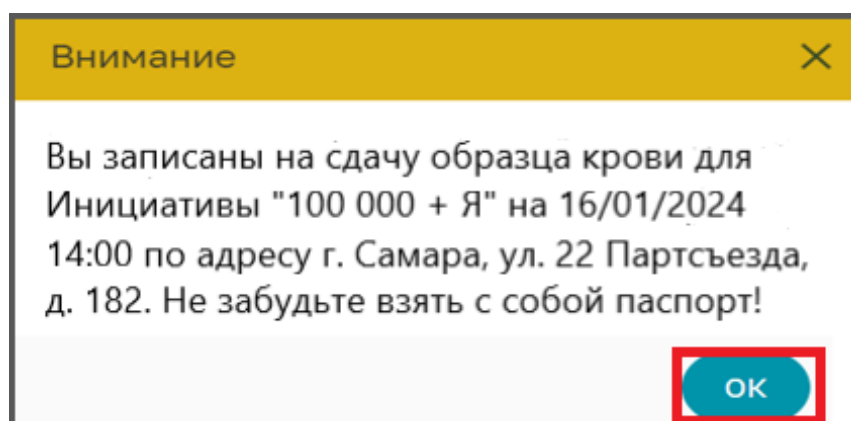 Внимание
Вы записаны на сдачу образца крови для
Инициативы "100 000 + Я" на 16/01/2024
14:00 по адресу г. Самара, ул. 22 Партсъезда,
д. 182. Не забудьте взять с собой паспорт!
ОК